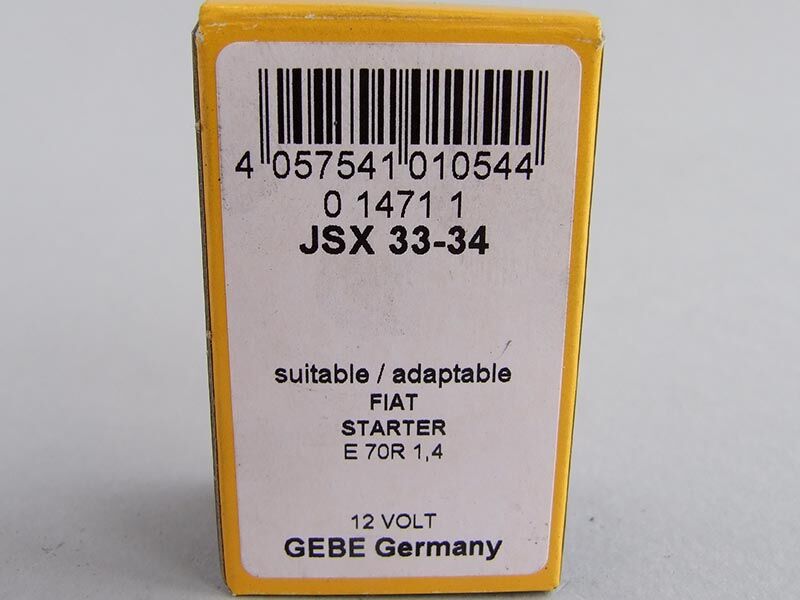 4 057541 010544
0 1471 1
JSX 33-34
suitable / adaptable
FIAT
STARTER
E 70R 1,4
12 VOLT
GEBE Germany